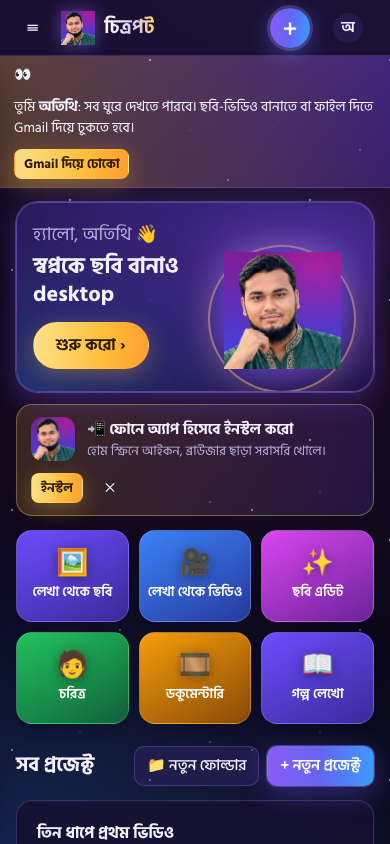 ≡ চিত্রপট + অ
👀
তুমি অতিথি: সব ঘুরে দেখতে পারবে। ছবি-ভিডিও বানাতে বা ফাইল দিতে
Gmail দিয়ে ঢুকতে হবে।
Gmail দিয়ে ঢোকো
হ্যালো, অতিথি 👋
স্বপ্নকে ছবি বানাও
desktop
শুরু করো ›
📲 ফোনে অ্যাপ হিসেবে ইনস্টল করো
হোম স্ক্রিনে আইকন, ব্রাউজার ছাড়া সরাসরি খোলে।
ইনস্টল ×
লেখা থেকে ছবি লেখা থেকে ভিডিও ছবি এডিট
চরিত্র ডকুমেন্টারি গল্প লেখো
সব প্রজেক্ট 📁 নতুন ফোল্ডার + নতুন প্রজেক্ট
তিন ধাপে প্রথম ভিডিও